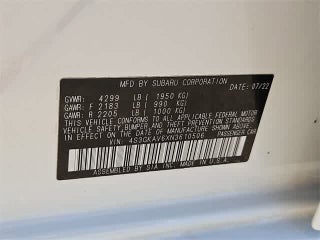 MFD BY SUBARU CORPORATION
DATE: 07/22
GVWR: 4299 LB ( 1950 KG)
GAWR: F 2183 LB ( 990 KG)
GAWR: R 2205 LB ( 1000 KG)
THIS VEHICLE CONFORMS TO ALL APPLICABLE FEDERAL MOTOR
VEHICLE SAFETY, BUMPER, AND THEFT PREVENTION STANDARDS
IN EFFECT ON THE DATE OF MANUFACTURE SHOWN ABOVE.
VIN: 4S3GKAV6XN3610506 PASSENGER CAR
ASSEMBLED BY SIA, INC. MADE IN U.S.A.